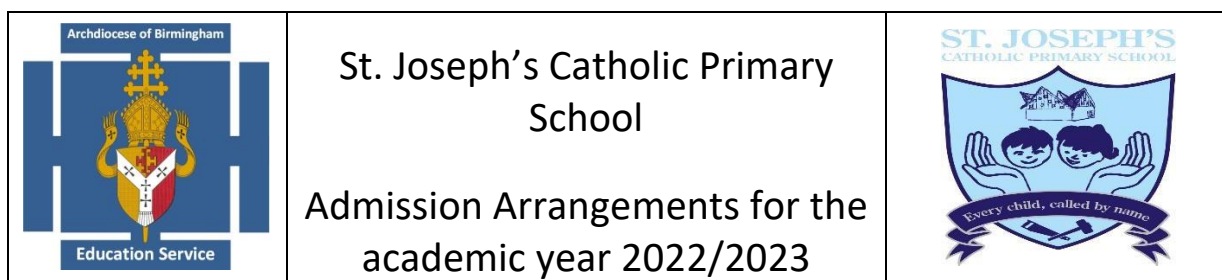 Archdiocese of Birmingham
Education Service
St. Joseph’s Catholic Primary
School
Admission Arrangements for the
academic year 2022/2023
ST. JOSEPH'S
CATHOLIC PRIMARY SCHOOL
Every child, called by name